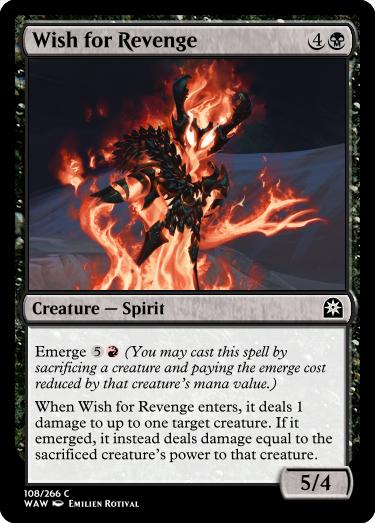 Wish for Revenge 4
Creature — Spirit
Emerge 5 (You may cast this spell by
sacrificing a creature and paying the emerge cost
reduced by that creature's mana value.)
When Wish for Revenge enters, it deals 1
damage to up to one target creature. If it
emerged, it instead deals damage equal to the
sacrificed creature's power to that creature.
5/4
108/266 C
WAW Emilien Rotival